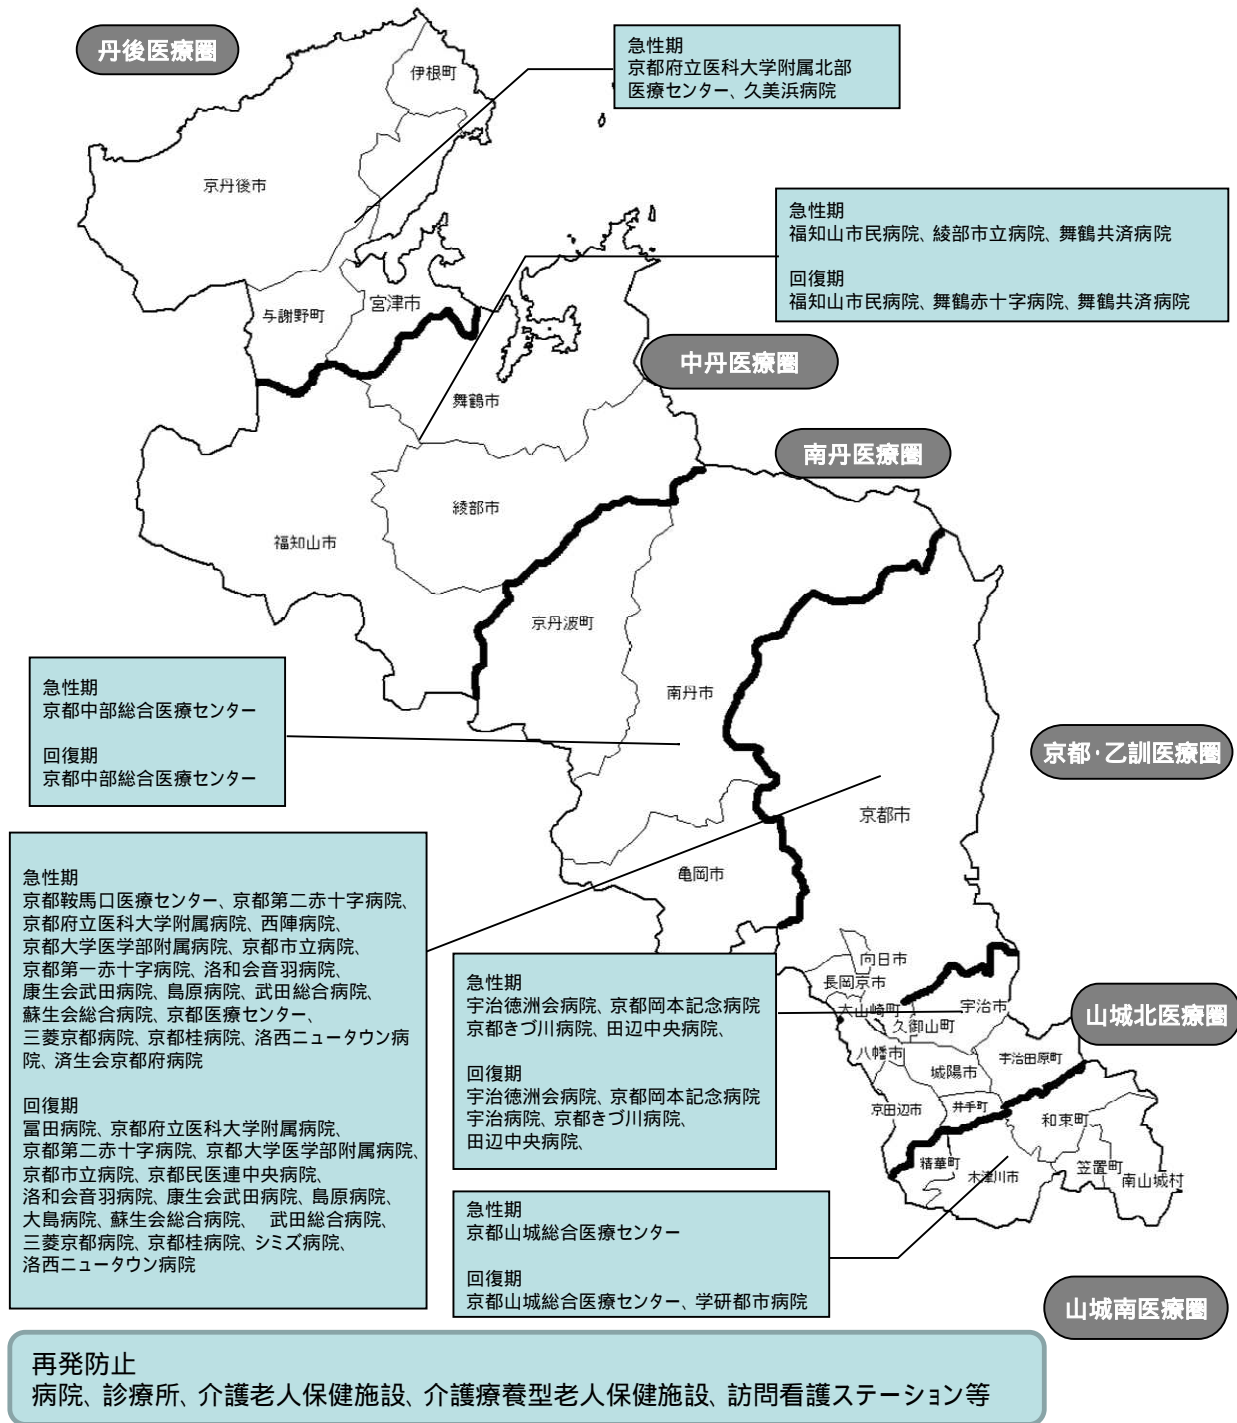 丹後医療圏
急性期
京都府立医科大学附属北部
医療センター、久美浜病院
伊根町
京丹後市
急性期
福知山市民病院、綾部市立病院、舞鶴共済病院
回復期
福知山市民病院、舞鶴赤十字病院、舞鶴共済病院
宮津市
与謝野町
中丹医療圏
舞鶴市
南丹医療圏
綾部市
福知山市
京丹波町
急性期
京都中部総合医療センター
回復期
京都中部総合医療センター
南丹市
京都・乙訓医療圏
京都市
亀岡市
急性期
京都鞍馬口医療センター、京都第二赤十字病院、
京都府立医科大学附属病院、西陣病院、
京都大学医学部附属病院、京都市立病院、
京都第一赤十字病院、洛和会音羽病院、
康生会武田病院、島原病院、武田総合病院、
蘇生会総合病院、京都医療センター、
三菱京都病院、京都桂病院、洛西ニュータウン病
院、済生会京都府病院
回復期
冨田病院、京都府立医科大学附属病院、
京都第二赤十字病院、京都大学医学部附属病院、
京都市立病院、京都民医連中央病院、
洛和会音羽病院、康生会武田病院、島原病院、
大島病院、蘇生会総合病院、　武田総合病院、
三菱京都病院、京都桂病院、シミズ病院、
洛西ニュータウン病院
急性期
宇治徳洲会病院、京都岡本記念病院
京都きづ川病院、田辺中央病院、
回復期
宇治徳洲会病院、京都岡本記念病院
宇治病院、京都きづ川病院、
田辺中央病院、
向日市
長岡京市
大山崎町
宇治市
山城北医療圏
久御山町
八幡市
宇治田原町
城陽市
京田辺市
井手町
和束町
精華町
木津川市
笠置町
南山城村
急性期
京都山城総合医療センター
回復期
京都山城総合医療センター、学研都市病院
山城南医療圏
再発防止
病院、診療所、介護老人保健施設、介護療養型老人保健施設、訪問看護ステーション等